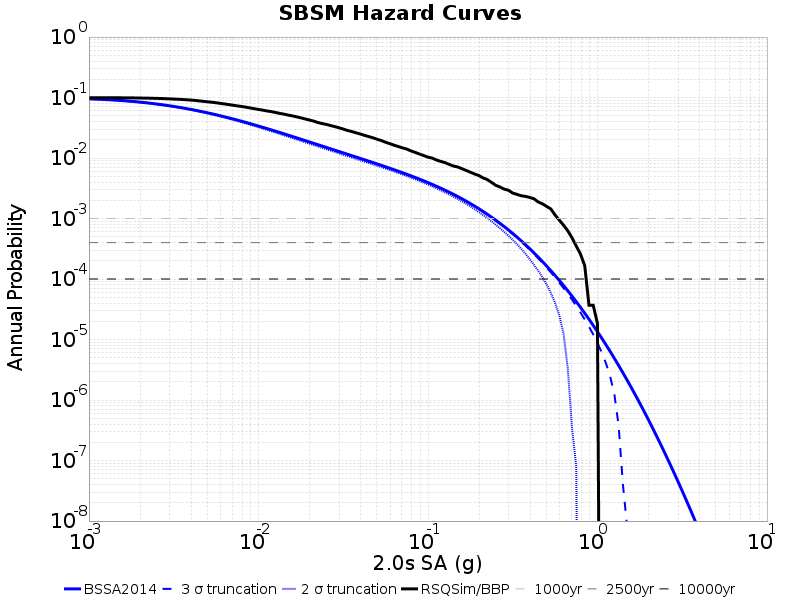 SBSM Hazard Curves
Annual Probability
10^0
10^-1
10^-2
10^-3
10^-4
10^-5
10^-6
10^-7
10^-8
10^-3 10^-2 10^-1 10^0 10^1
2.0s SA (g)
BSSA2014 3 σ truncation 2 σ truncation RSQSim/BBP 1000yr 2500yr 10000yr